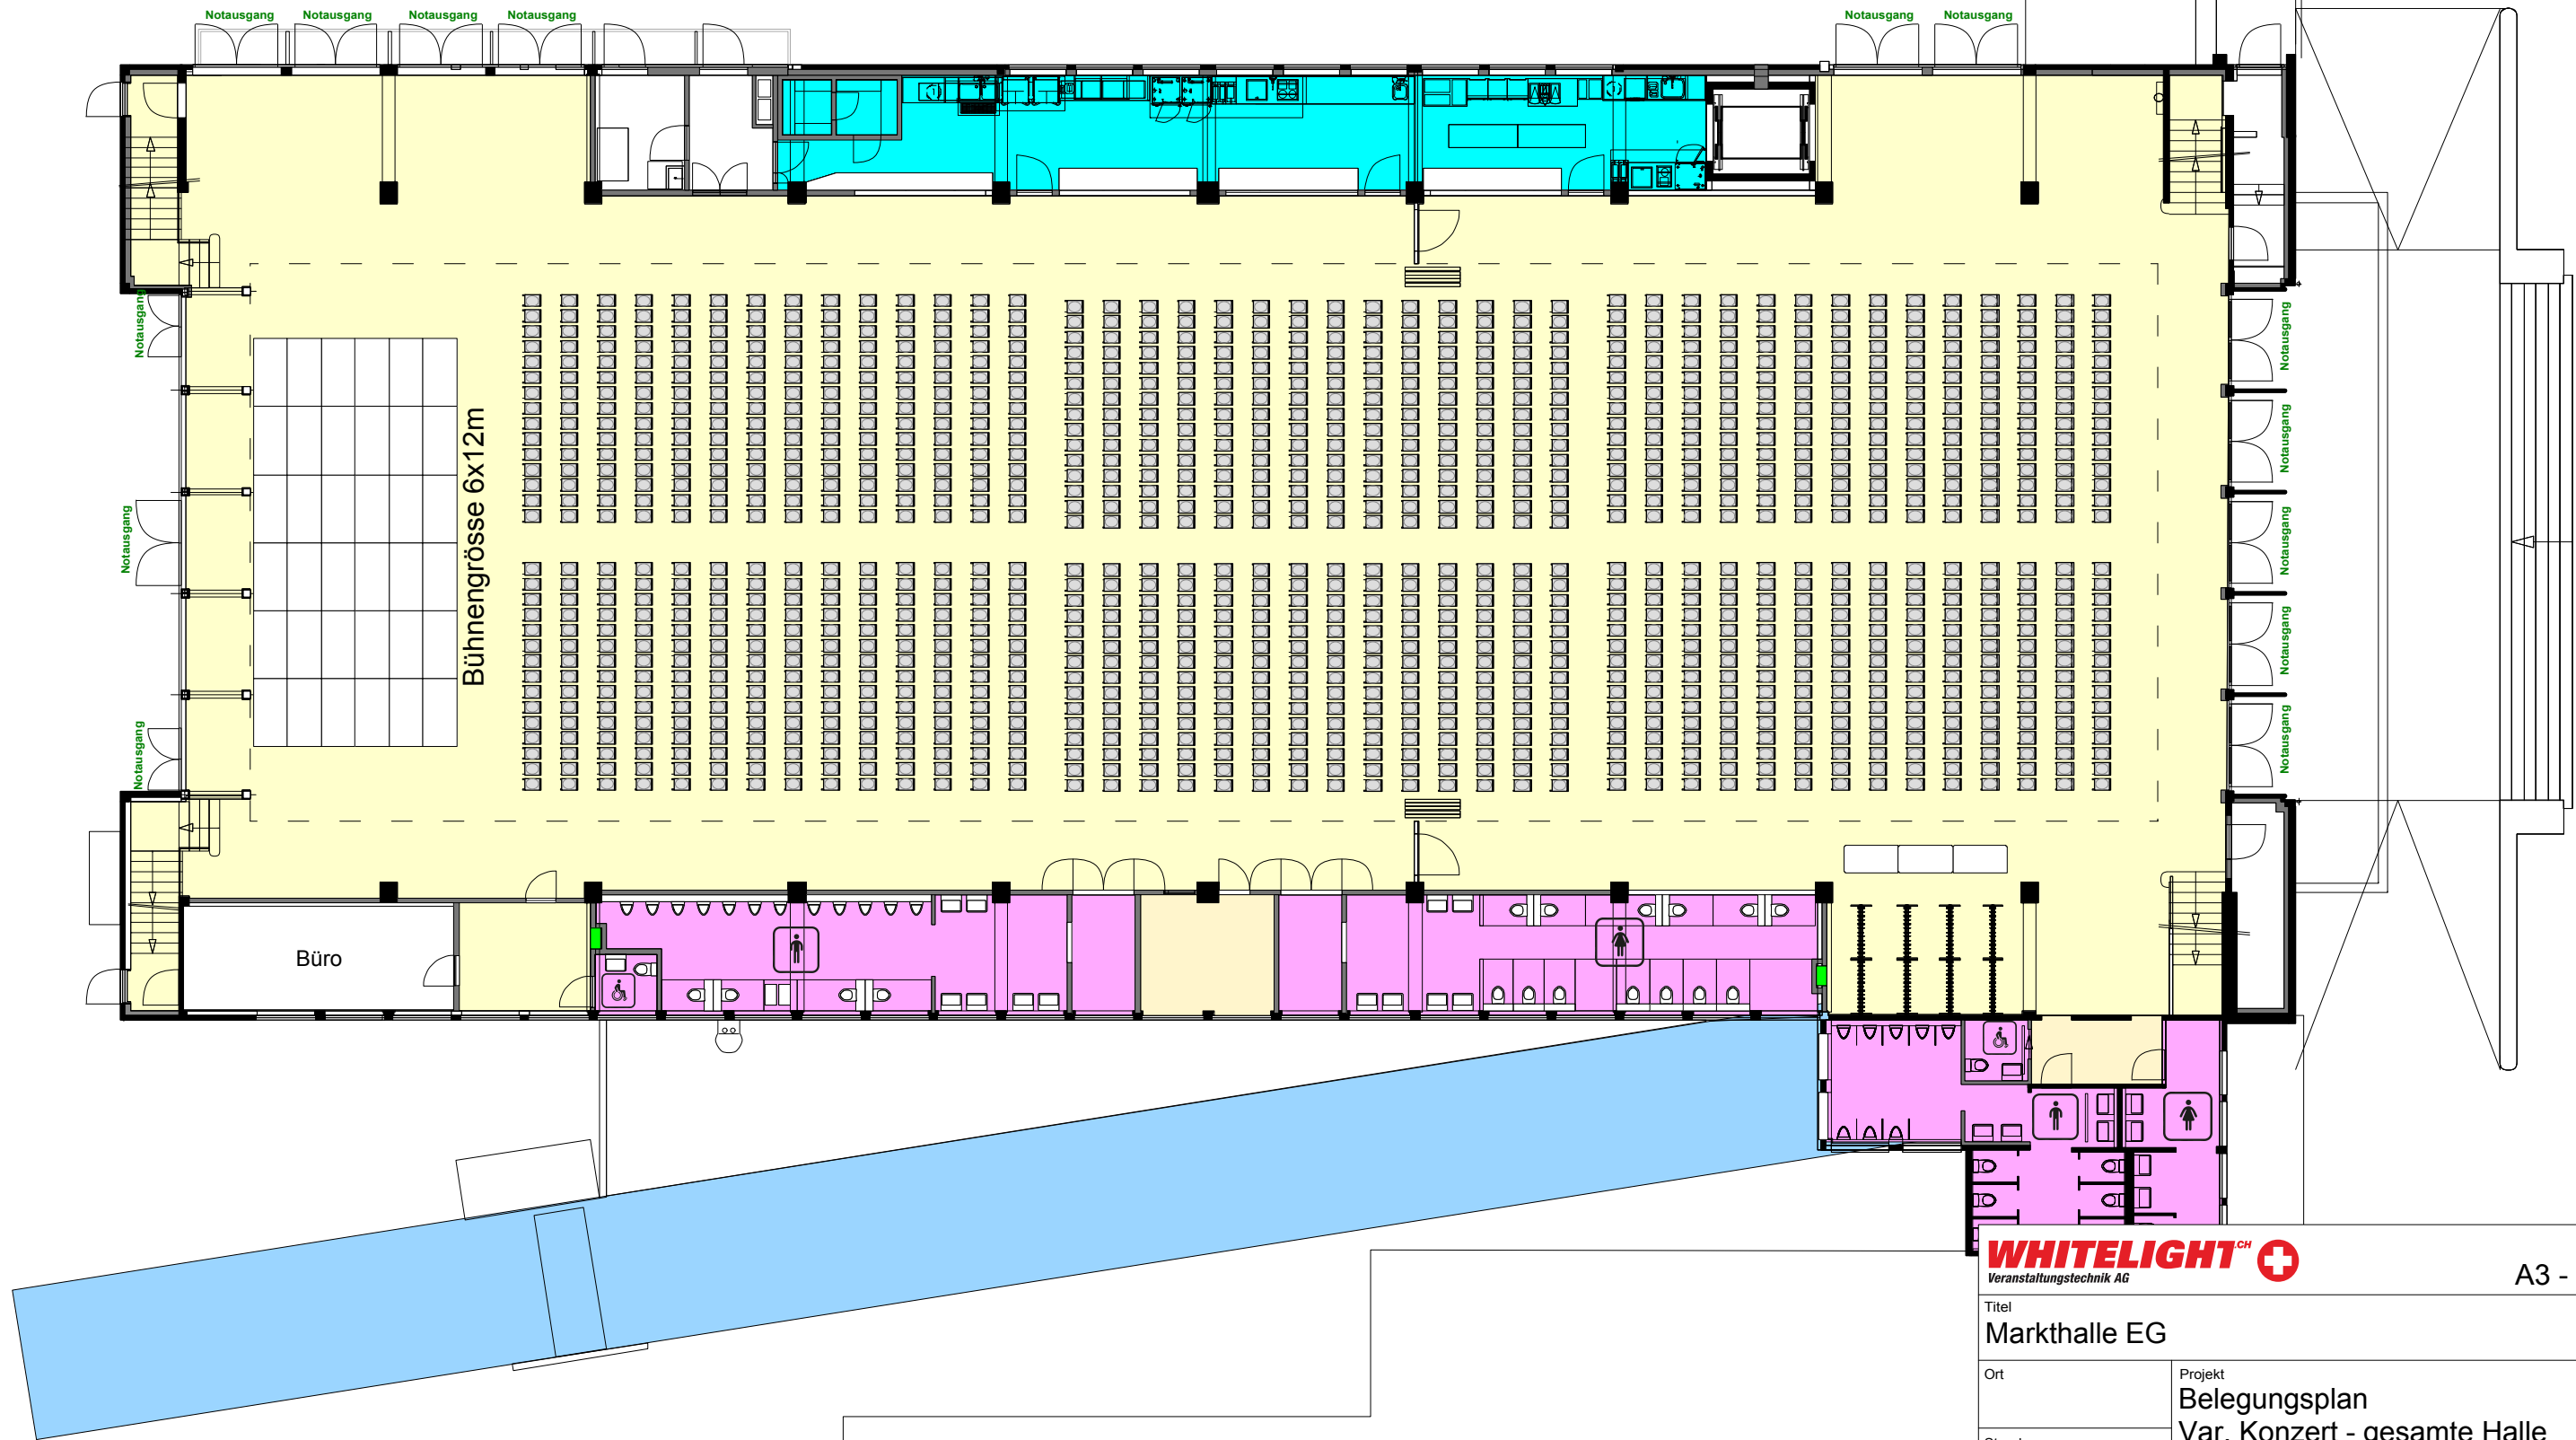 Notausgang Notausgang Notausgang Notausgang
Notausgang Notausgang
Notausgang
Notausgang
Notausgang
Bühnengrösse 6x12m
Notausgang
Notausgang
Notausgang
Notausgang
Notausgang
Büro
WHITELIGHT.CH
Veranstaltungstechnik AG
A3 -
Titel
Markthalle EG
Ort
Projekt
Belegungsplan
Var. Konzert - gesamte Halle